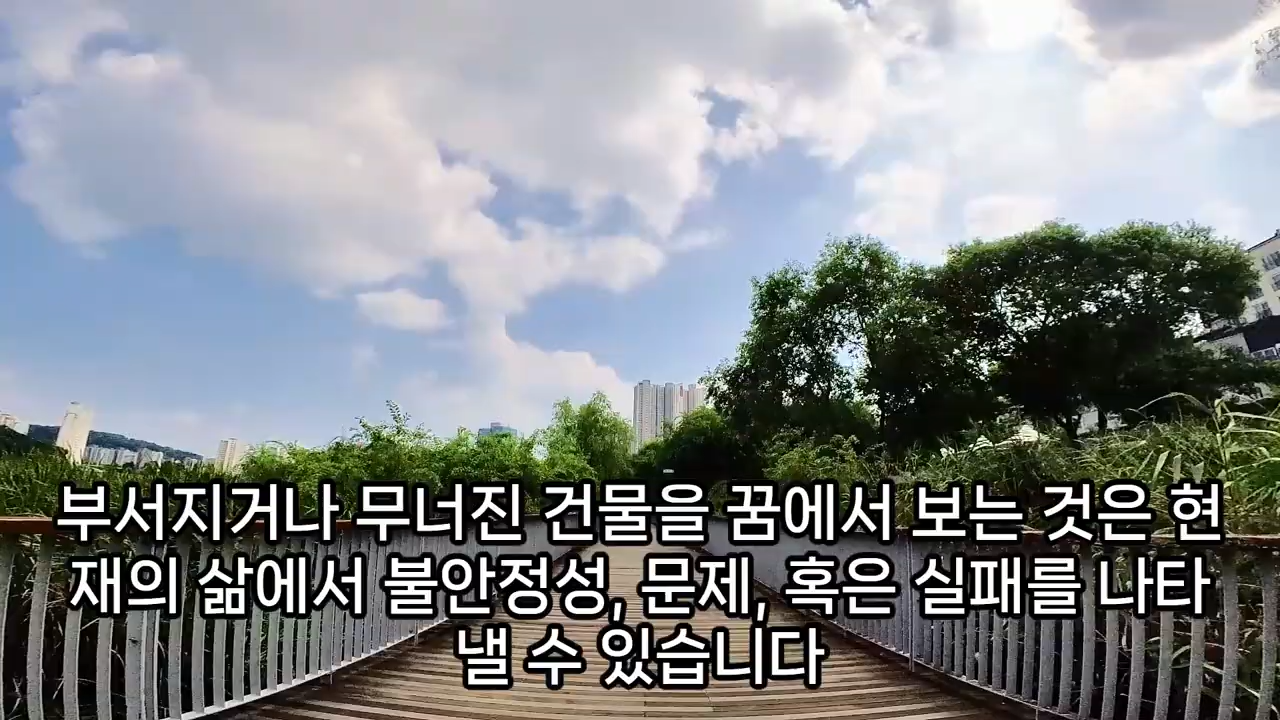 부서지거나 무너진 건물을 꿈에서 보는 것은 현
재의 삶에서 불안정성, 문제, 혹은 실패를 나타
낼 수 있습니다